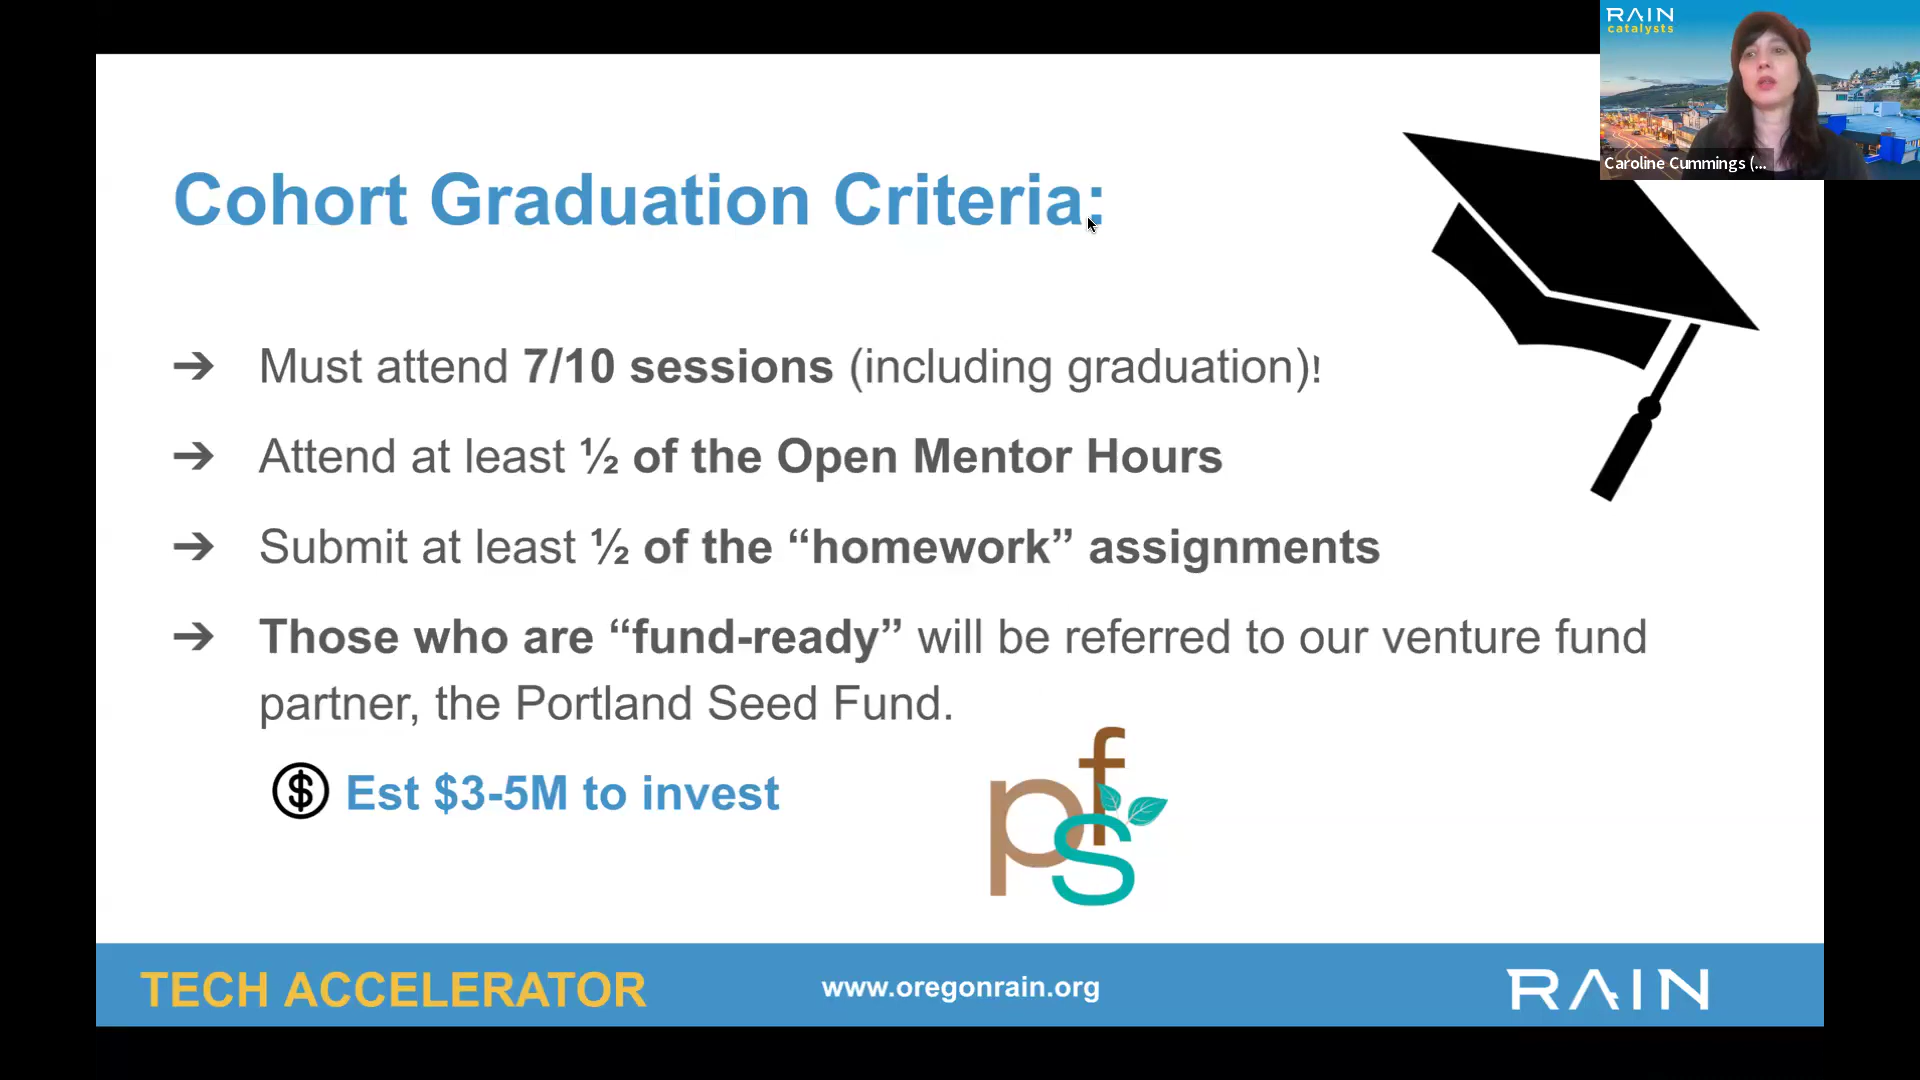 RAIN
catalysts
Caroline Cummings (...
Cohort Graduation Criteria:
➔ Must attend 7/10 sessions (including graduation)!
➔ Attend at least ½ of the Open Mentor Hours
➔ Submit at least ½ of the “homework” assignments
➔ Those who are “fund-ready” will be referred to our venture fund
partner, the Portland Seed Fund.
$ Est $3-5M to invest
psf
TECH ACCELERATOR
www.oregonrain.org
RAIN